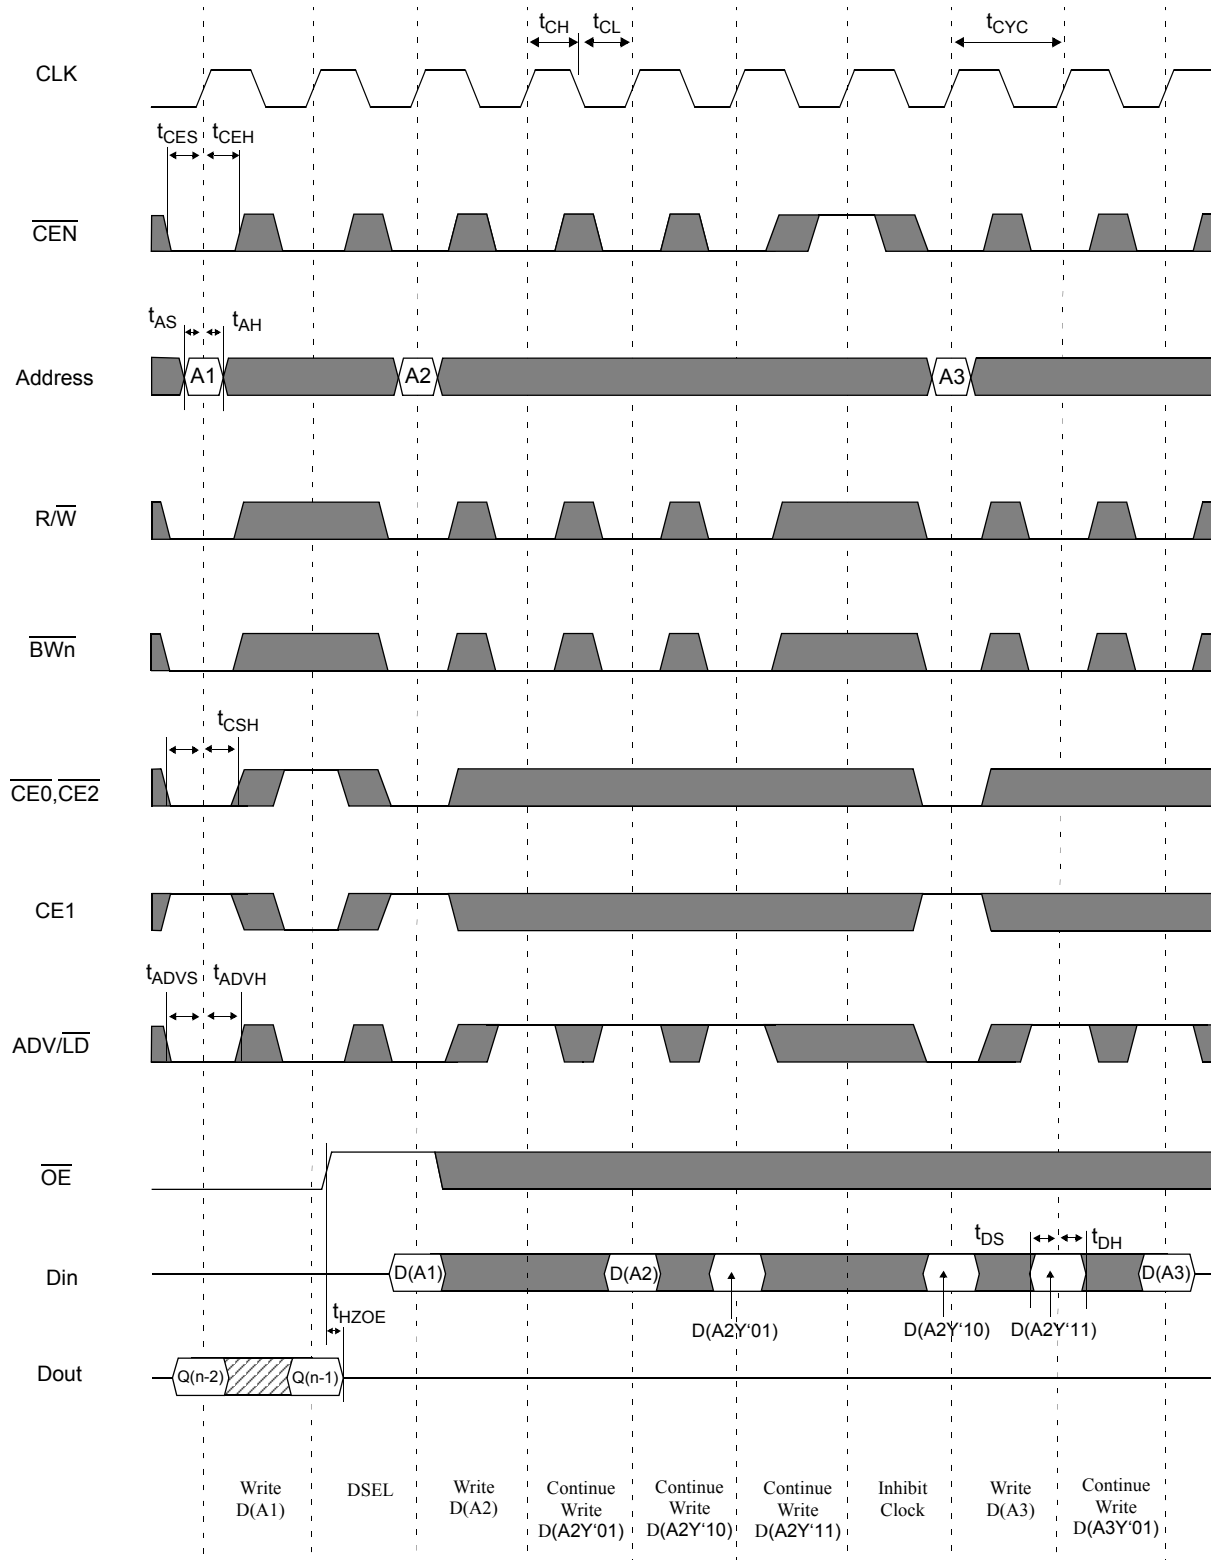 tCH tCL tCYC
CLK
tCES tCEH
CEN
tAS tAH
Address A1 A2 A3
R/W
BWn
tCSH
CE0,CE2
CE1
tADVS tADVH
ADV/LD
OE
tDS tDH
Din D(A1) D(A2) D(A3)
tHZOE D(A2Y‘01) D(A2Y‘10) D(A2Y‘11)
Dout Q(n-2) Q(n-1)
Write
D(A1)
DSEL
Write
D(A2)
Continue
Write
D(A2Y‘01)
Continue
Write
D(A2Y‘10)
Continue
Write
D(A2Y‘11)
Inhibit
Clock
Write
D(A3)
Continue
Write
D(A3Y‘01)